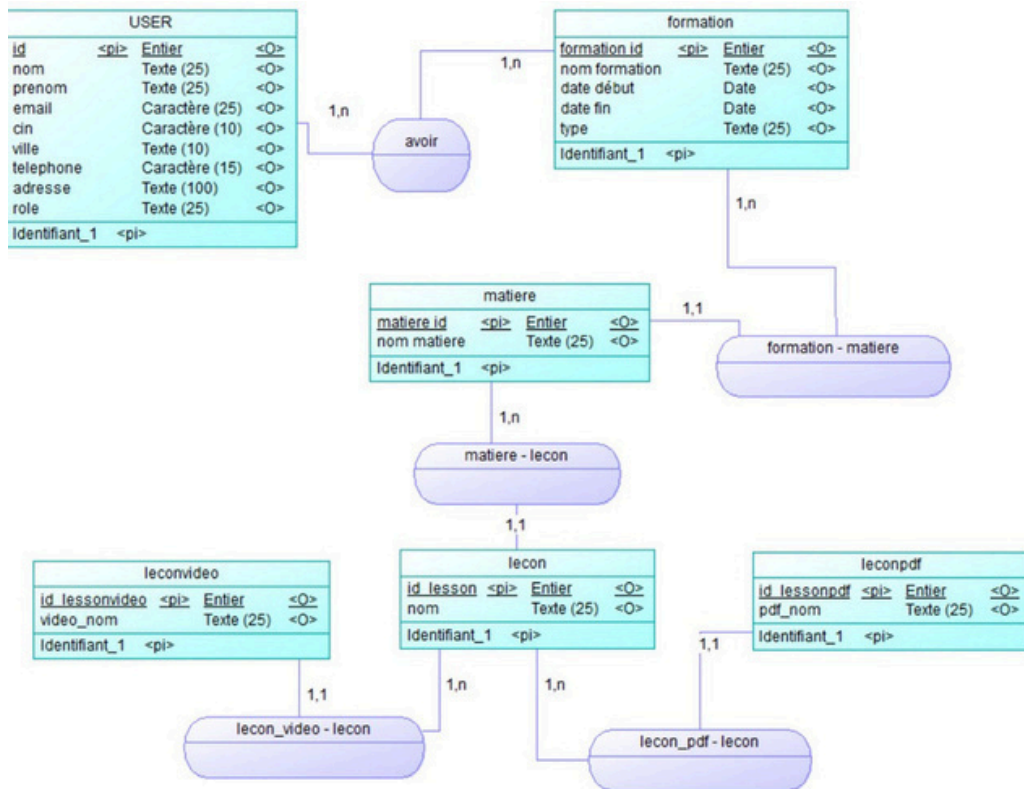 USER
id <pi> Entier <O>
nom Texte (25) <O>
prenom Texte (25) <O>
email Caractère (25) <O>
cin Caractère (10) <O>
ville Texte (10) <O>
telephone Caractère (15) <O>
adresse Texte (100) <O>
role Texte (25) <O>
Identifiant_1 <pi>
1,n
avoir
1,n
formation
formation id <pi> Entier <O>
nom formation Texte (25) <O>
date début Date <O>
date fin Date <O>
type Texte (25) <O>
Identifiant_1 <pi>
1,n
formation - matiere
1,1
matiere
matiere id <pi> Entier <O>
nom matiere Texte (25) <O>
Identifiant_1 <pi>
1,n
matiere - lecon
1,1
lecon
id_lesson <pi> Entier <O>
nom Texte (25) <O>
Identifiant_1 <pi>
1,n
1,n
leconvideo
id_lessonvideo <pi> Entier <O>
video_nom Texte (25) <O>
Identifiant_1 <pi>
1,1
lecon_video - lecon
leconpdf
id_lessonpdf <pi> Entier <O>
pdf_nom Texte (25) <O>
Identifiant_1 <pi>
1,1
lecon_pdf - lecon